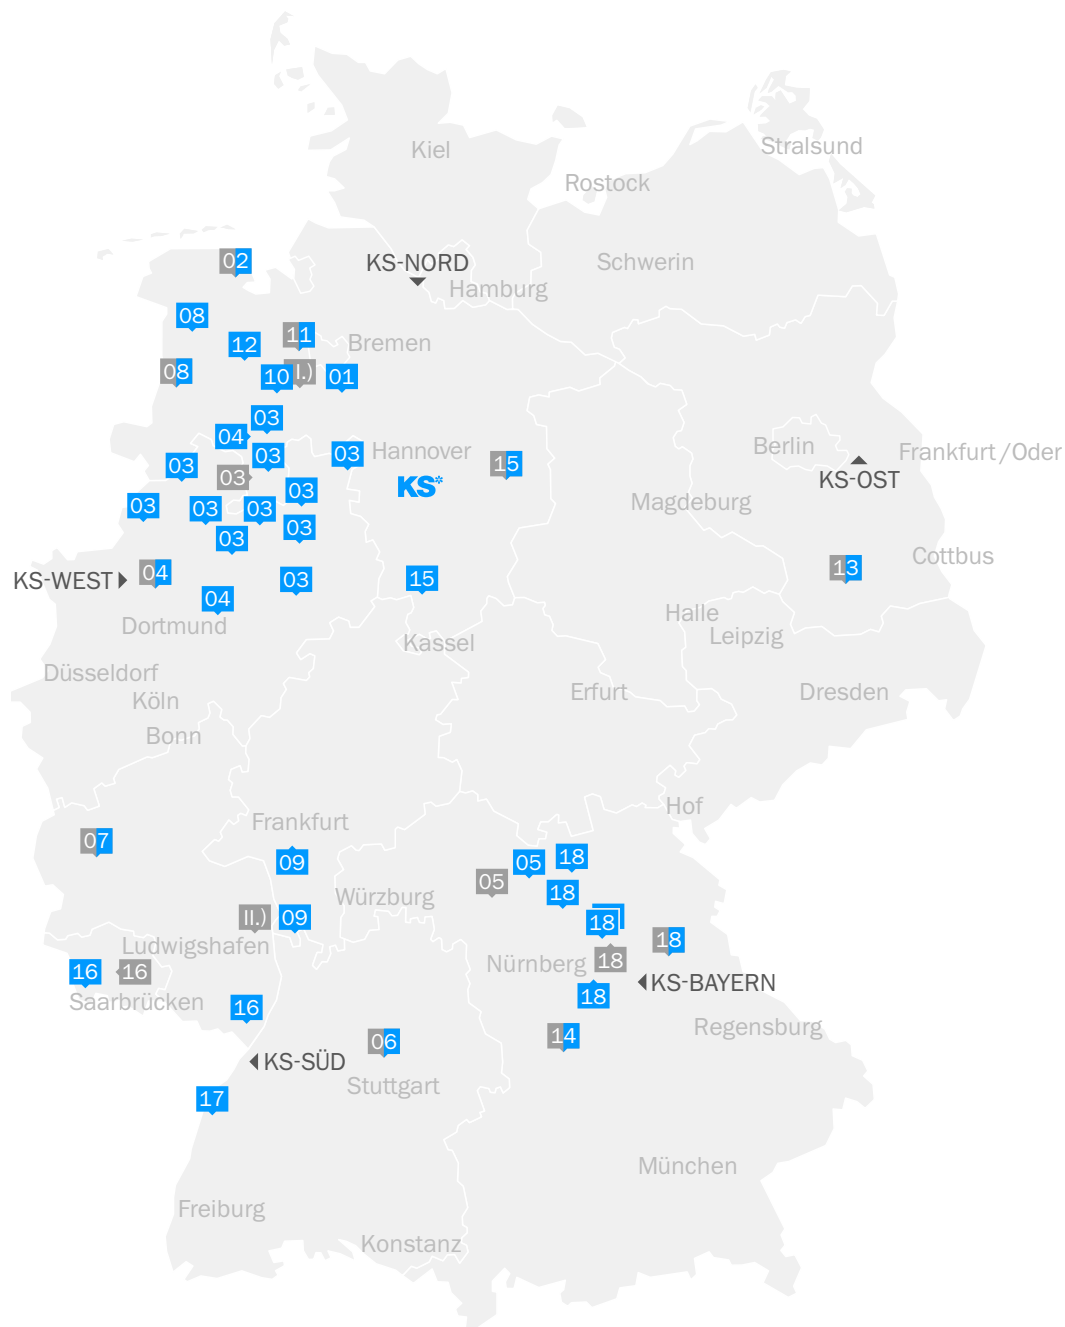 Kiel
Stralsund
Rostock
02
KS-NORD
Schwerin
Hamburg
08
11
12
Bremen
08
10
I.)
01
03
04
Hannover
Berlin
Frankfurt/Oder
03
03
03
15
03
KS-OST
KS*
03
Magdeburg
03
03
03
03
03
Cottbus
KS-WEST
04
03
15
13
04
Halle
Dortmund
Leipzig
Kassel
Düsseldorf
Köln
Erfurt
Dresden
Bonn
Hof
Frankfurt
07
09
05
18
05
18
Würzburg
II.)
09
18
Ludwigshafen
18
16
16
Nürnberg
18
KS-BAYERN
Saarbrücken
16
18
Regensburg
06
14
KS-SÜD
Stuttgart
17
München
Freiburg
Konstanz